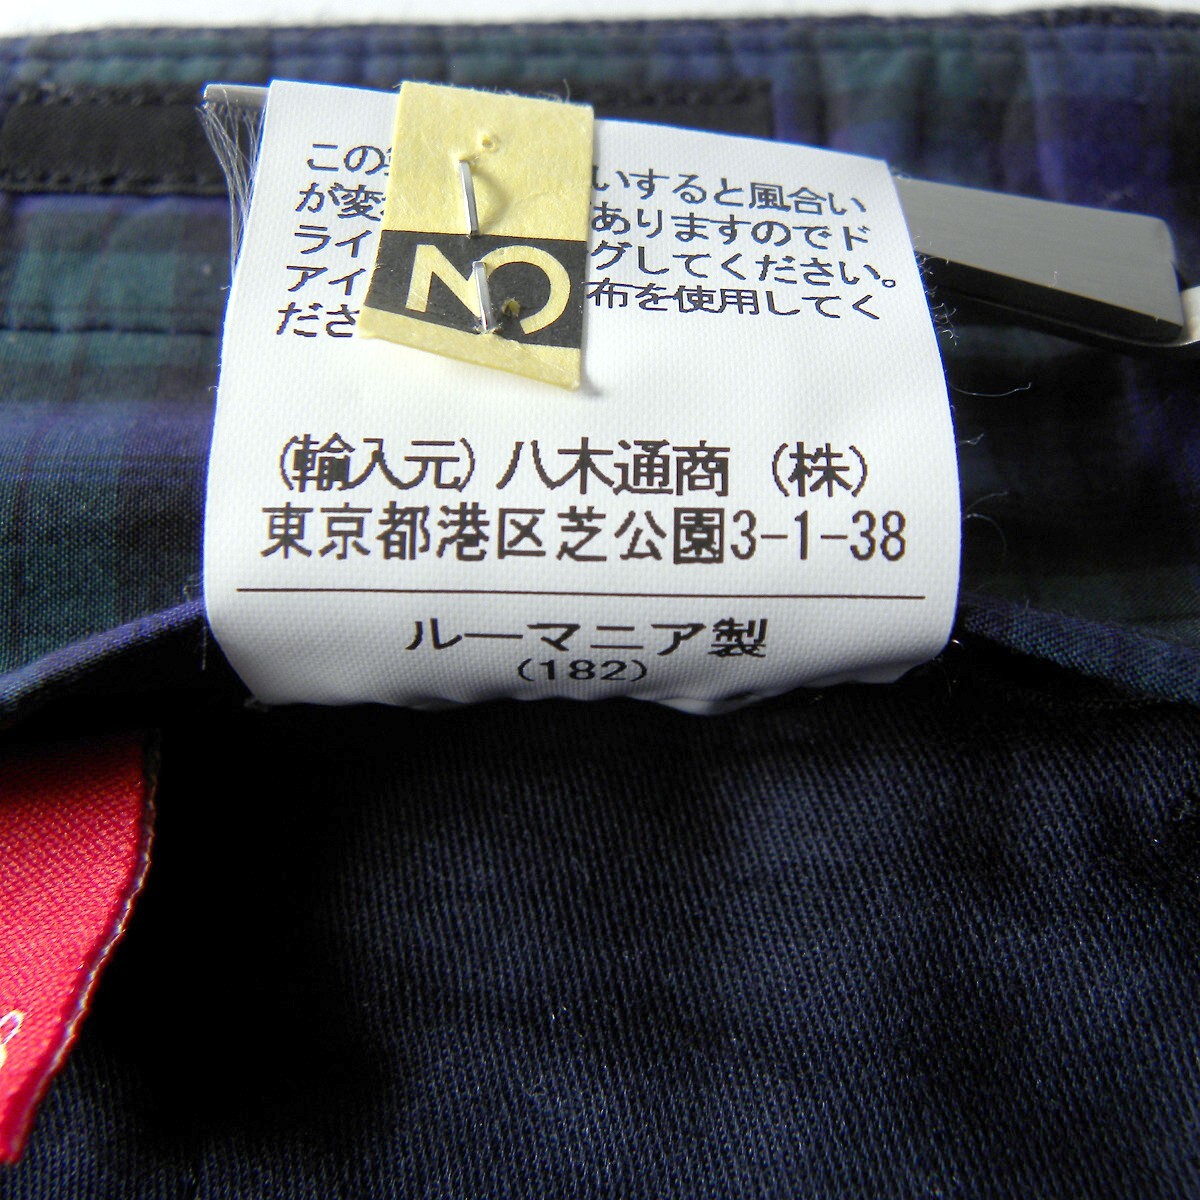 この いすると風合い
が変 ありますのでド
ライ グしてください。
アイ 布を使用してく
ださ
(輸入元) 八木通商 (株)
東京都港区芝公園3-1-38
ルーマニア製
(182)